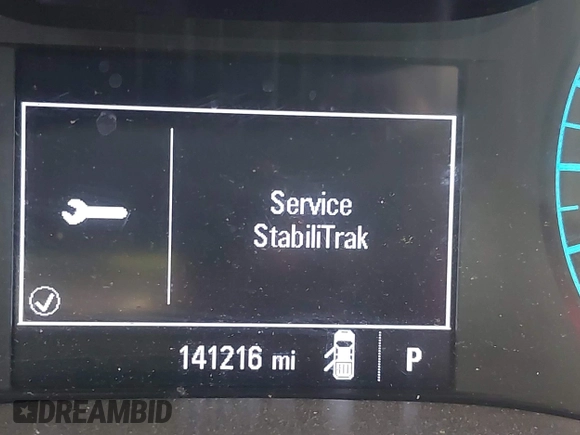 Service
StabiliTrak
141216 mi
P
DREAMBID